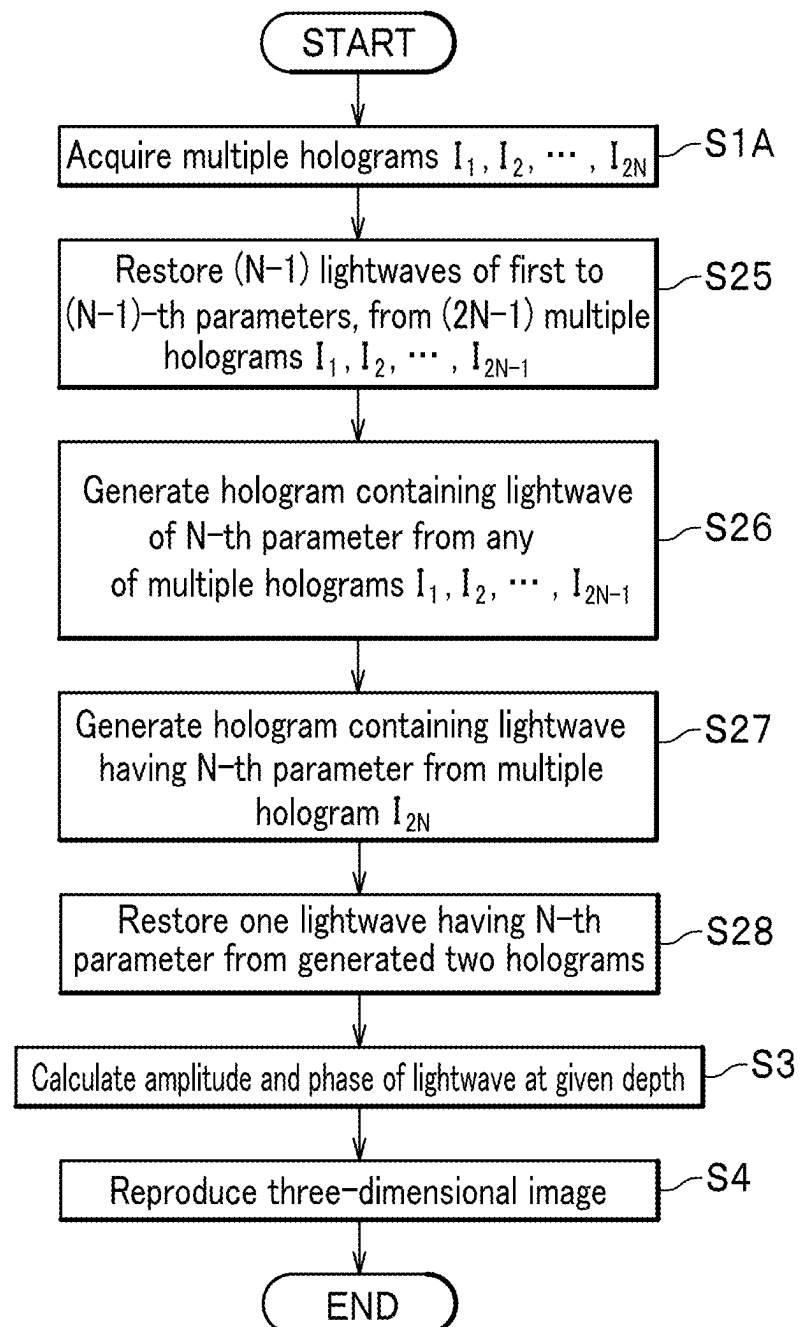 START
Acquire multiple holograms I₁, I₂, ⋯, I₂N
S1A
Restore (N-1) lightwaves of first to
(N-1)-th parameters, from (2N-1) multiple
holograms I₁, I₂, ⋯, I₂N₋₁
S25
Generate hologram containing lightwave
of N-th parameter from any
of multiple holograms I₁, I₂, ⋯, I₂N₋₁
S26
Generate hologram containing lightwave
having N-th parameter from multiple
hologram I₂N
S27
Restore one lightwave having N-th
parameter from generated two holograms
S28
Calculate amplitude and phase of lightwave at given depth
S3
Reproduce three-dimensional image
S4
END